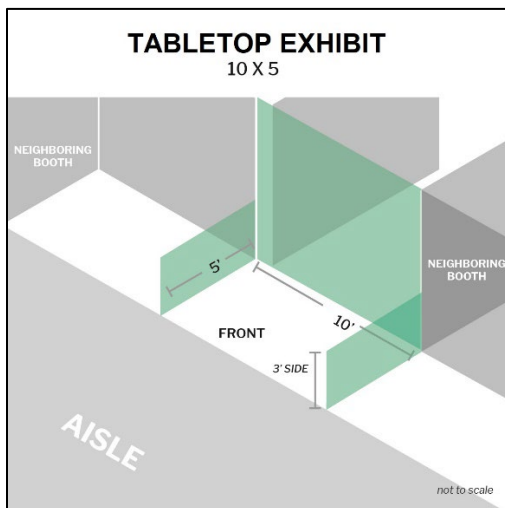 TABLETOP EXHIBIT
10 X 5
NEIGHBORING
BOOTH
5'
NEIGHBORING
BOOTH
10'
FRONT
3' SIDE
AISLE
not to scale